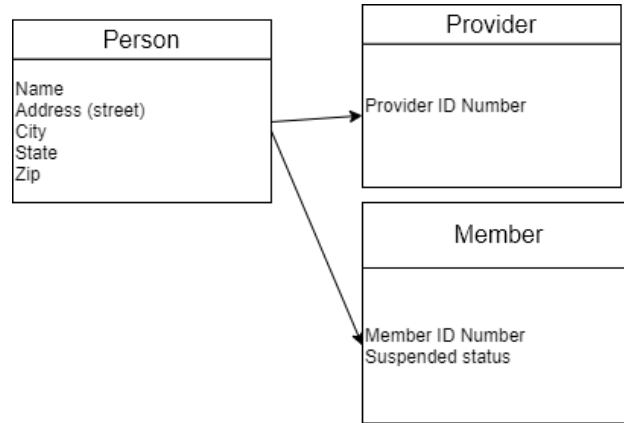 Person
Name
Address (street)
City
State
Zip
Provider
Provider ID Number
Member
Member ID Number
Suspended status